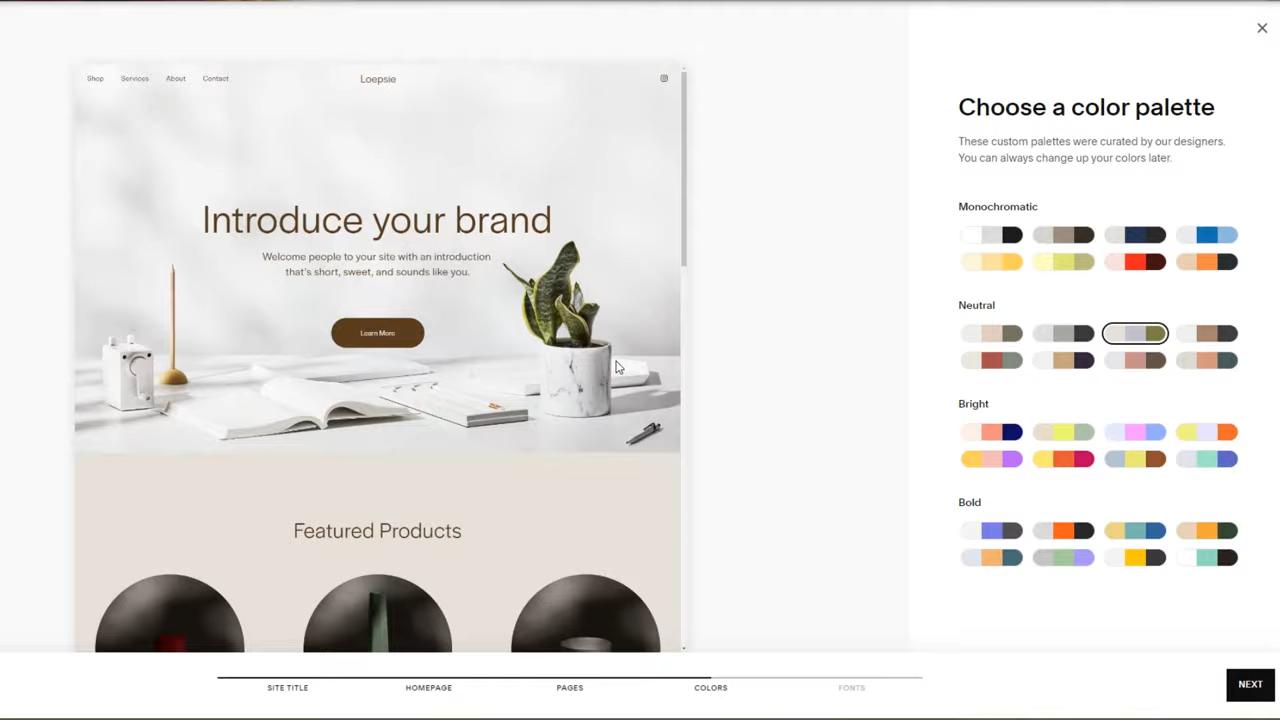 Shop Services About Contact Loepsie
Introduce your brand
Welcome people to your site with an introduction
that's short, sweet, and sounds like you.
Learn More
Featured Products
Choose a color palette
These custom palettes were curated by our designers.
You can always change up your colors later.
Monochromatic
Neutral
Bright
Bold
SITE TITLE HOMEPAGE PAGES COLORS FONTS
NEXT